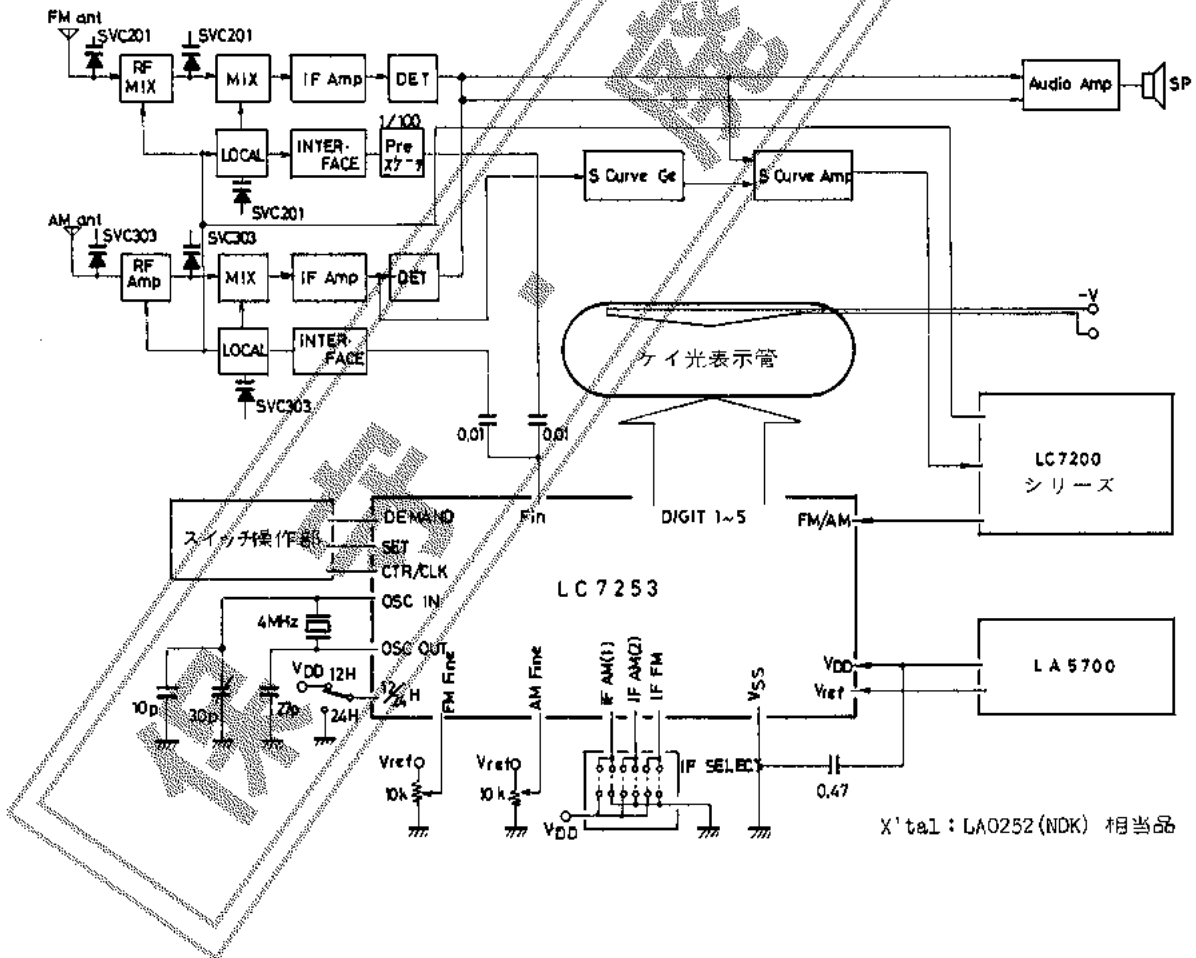 FM ant
SVC201
SVC201
RF
MIX
MIX
IF Amp
DET
Audio Amp
SP
1/100
LOCAL
INTER-
FACE
Pre
スケーラ
SVC201
S Curve Ge
S Curve Amp
AM ant
SVC303
SVC303
RF
Amp
MIX
IF Amp
DET
LOCAL
INTER-
FACE
SVC303
-V
ケイ光表示管
0.01
0.01
LC7200
シリーズ
スイッチ操作部
DEMAND
Fin
DIGIT 1~5
FM/AM
SET
CTR/CLK
OSC IN
LC7253
4MHz
OSC OUT
VDD
12H
12/24H
24H
10p
30p
27p
FM Fine
AM Fine
IF AM(1)
IF AM(2)
IF FM
VSS
VDD
Vref
LA5700
Vref
10k
Vref
10k
IF SELECT
VDD
0.47
X'tal:LA0252(NDK) 相当品